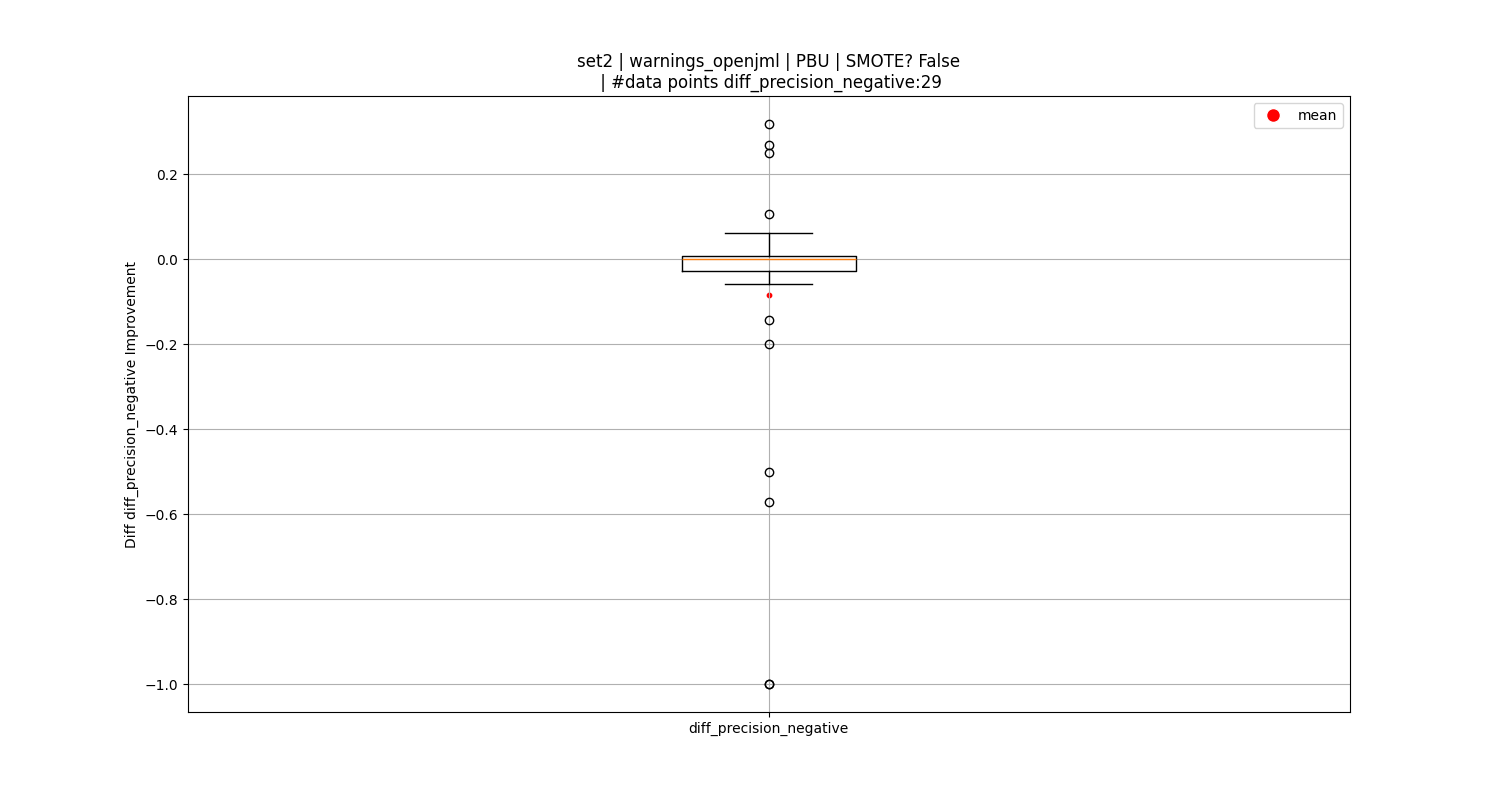 set2 | warnings_openjml | PBU | SMOTE? False
| #data points diff_precision_negative:29
mean
0.2
0.0
−0.2
−0.4
−0.6
−0.8
−1.0
Diff diff_precision_negative Improvement
diff_precision_negative